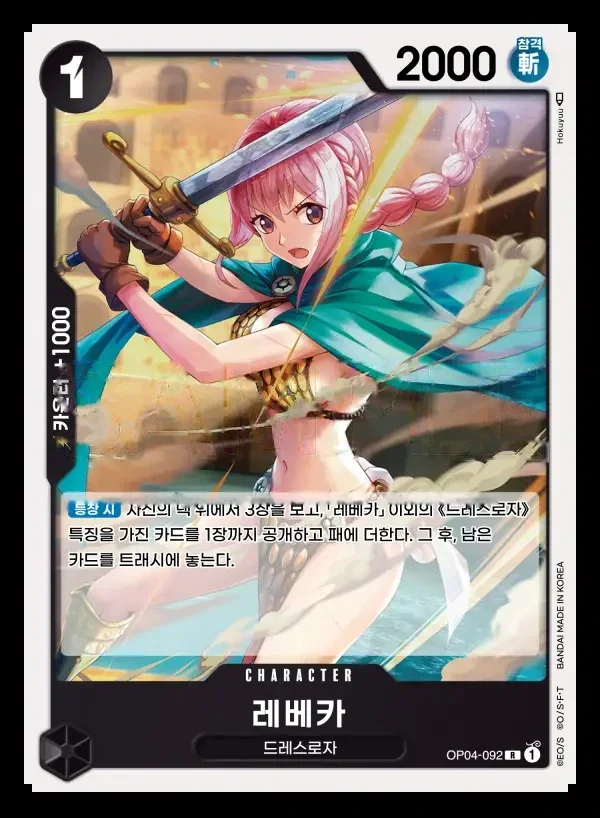 1
2000
참격
斬
Hokuyuu
카운터 +1000
등장 시 자신의 덱 위에서 3장을 보고, 「레베카」 이외의 《드레스로자》
특징을 가진 카드를 1장까지 공개하고 패에 더한다. 그 후, 남은
카드를 트래시에 놓는다.
CHARACTER
레베카
드레스로자
OP04-092 R 1
©EO/S ©O/S·F·T BANDAI MADE IN KOREA